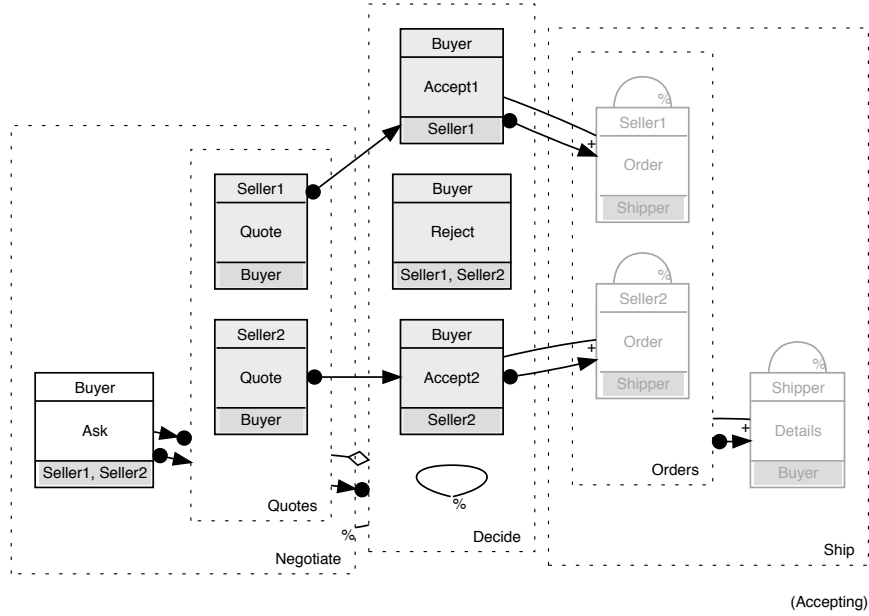 Buyer
Accept1
Seller1
%
Seller1
Order
Shipper
+
Seller1
Quote
Buyer
Buyer
Reject
Seller1, Seller2
%
Seller2
Order
Shipper
+
Seller2
Quote
Buyer
Buyer
Accept2
Seller2
Buyer
Ask
Seller1, Seller2
%
Shipper
Details
Buyer
+
Quotes
%
%
Orders
Negotiate
Decide
Ship
(Accepting)